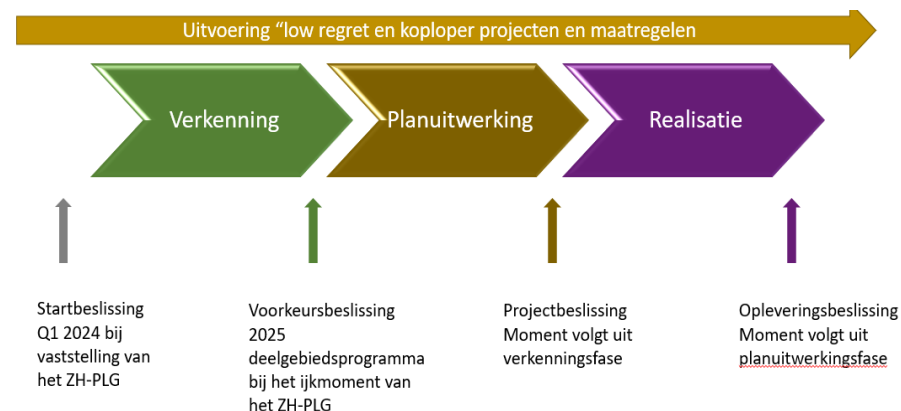 Uitvoering “low regret en koploper projecten en maatregelen
Verkenning
Planuitwerking
Realisatie
Startbeslissing
Q1 2024 bij
vaststelling van
het ZH-PLG
Voorkeursbeslissing
2025
deelgebiedsprogramma
bij het ijkmoment van
het ZH-PLG
Projectbeslissing
Moment volgt uit
verkenningsfase
Opleveringsbeslissing
Moment volgt uit
planuitwerkingsfase